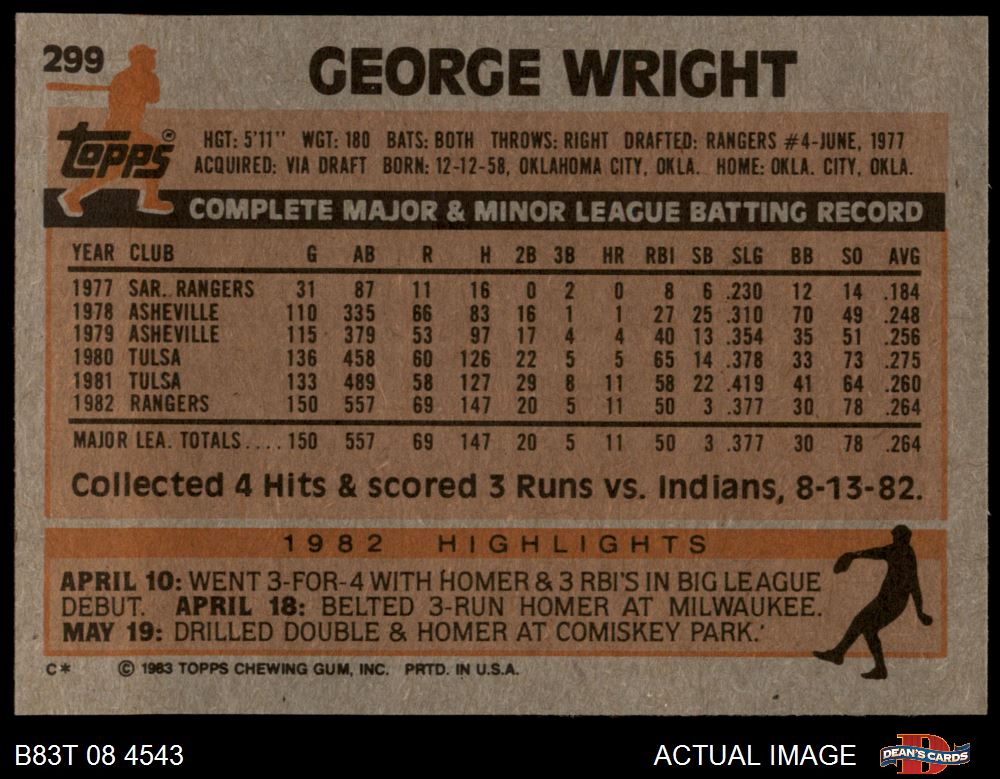 299
GEORGE WRIGHT
topps®
HGT: 5'11" WGT: 180 BATS: BOTH THROWS: RIGHT DRAFTED: RANGERS #4-JUNE, 1977
ACQUIRED: VIA DRAFT BORN: 12-12-58, OKLAHOMA CITY, OKLA. HOME: OKLA. CITY, OKLA.
COMPLETE MAJOR & MINOR LEAGUE BATTING RECORD
YEAR CLUB G AB R H 2B 3B HR RBI SB SLG BB SO AVG
1977 SAR. RANGERS 31 87 11 16 0 2 0 8 6 .230 12 14 .184
1978 ASHEVILLE 110 335 66 83 16 1 1 27 25 .310 70 49 .248
1979 ASHEVILLE 115 379 53 97 17 4 4 40 13 .354 35 51 .256
1980 TULSA 136 458 60 126 22 5 5 65 14 .378 33 73 .275
1981 TULSA 133 489 58 127 29 8 11 58 22 .419 41 64 .260
1982 RANGERS 150 557 69 147 20 5 11 50 3 .377 30 78 .264
MAJOR LEA. TOTALS.... 150 557 69 147 20 5 11 50 3 .377 30 78 .264
Collected 4 Hits & scored 3 Runs vs. Indians, 8-13-82.
1982 HIGHLIGHTS
APRIL 10: WENT 3-FOR-4 WITH HOMER & 3 RBI'S IN BIG LEAGUE
DEBUT. APRIL 18: BELTED 3-RUN HOMER AT MILWAUKEE.
MAY 19: DRILLED DOUBLE & HOMER AT COMISKEY PARK.
C* © 1983 TOPPS CHEWING GUM, INC. PRTD. IN U.S.A.
B83T 08 4543 ACTUAL IMAGE DEAN'S CARDS